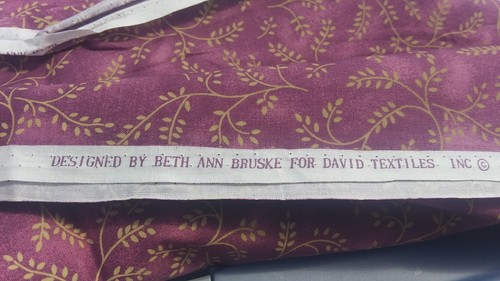 DESIGNED BY BETH ANN BRUSKE FOR DAVID TEXTILES INC ©